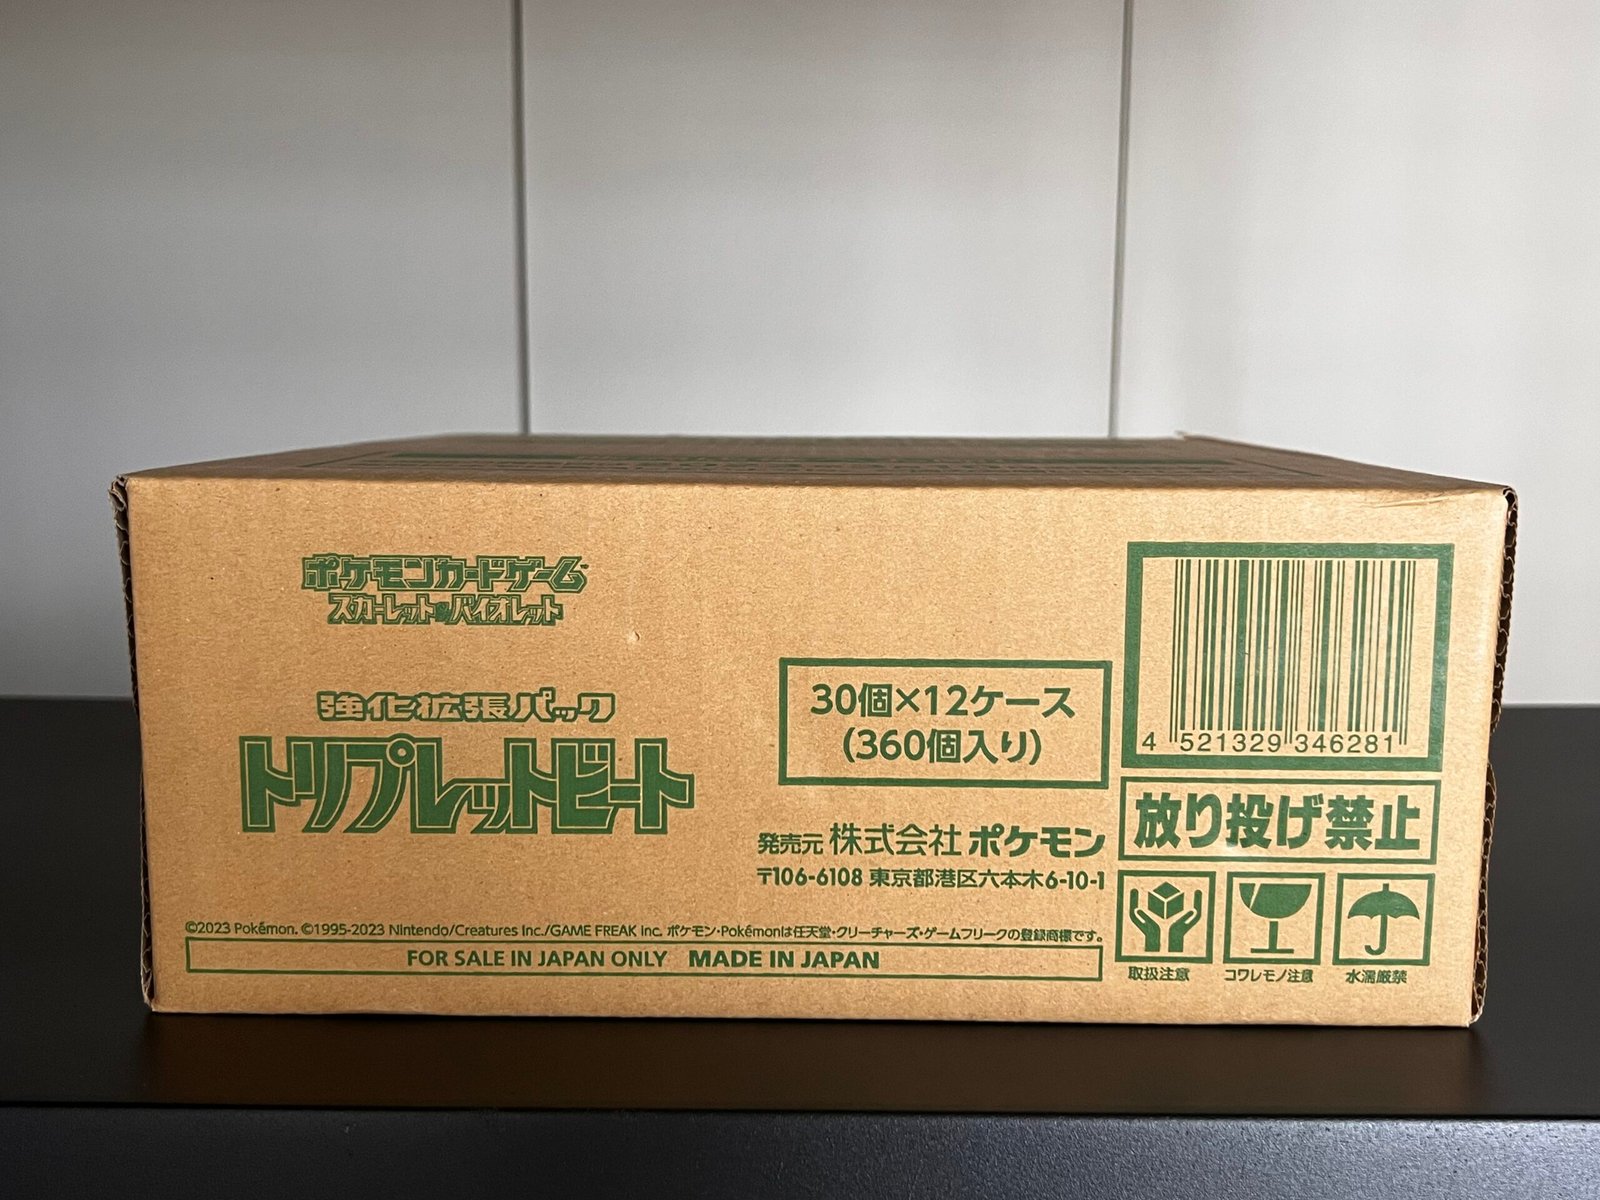 ポケモンカードゲーム
スカーレット&バイオレット
強化拡張パック
トリプレットビート
30個×12ケース
(360個入り)
発売元 株式会社ポケモン
〒106-6108 東京都港区六本木6-10-1
©2023 Pokémon. ©1995-2023 Nintendo/Creatures Inc./GAME FREAK inc. ポケモン・Pokémonは任天堂・クリーチャーズ・ゲームフリークの登録商標です。
FOR SALE IN JAPAN ONLY MADE IN JAPAN
4 521329 346281
放り投げ禁止
取扱注意
コワレモノ注意
水濡厳禁